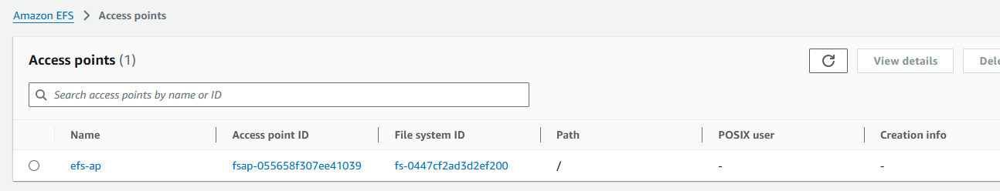 Amazon EFS > Access points
Access points (1)
View details
Dele
Search access points by name or ID
Name Access point ID File system ID Path POSIX user Creation info
efs-ap fsap-055658f307ee41039 fs-0447cf2ad3d2ef200 / - -